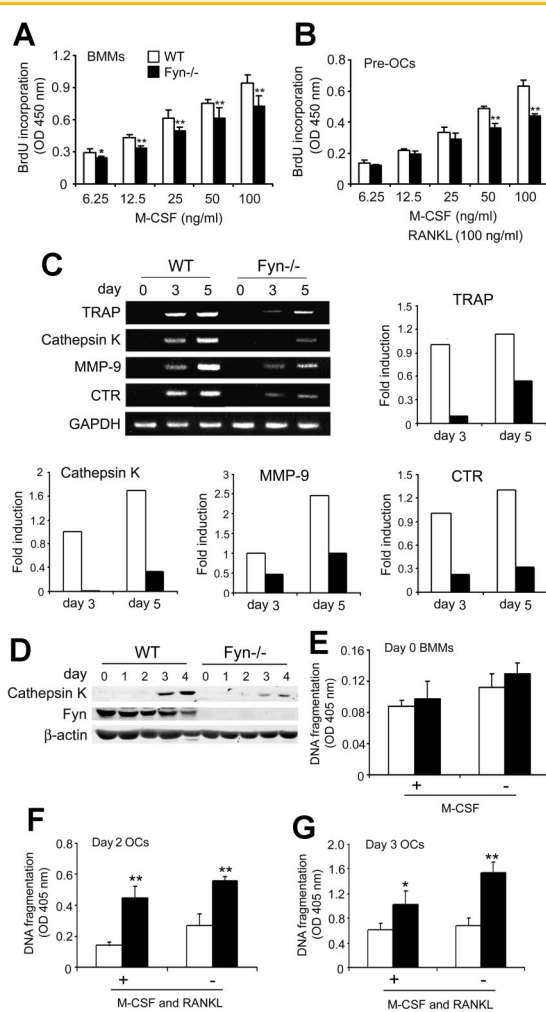 A
BMMs
WT
Fyn-/-
BrdU incorporation
(OD 450 nm)
1.2
0.9
0.6
0.3
0
*
**
**
**
**
6.25 12.5 25 50 100
M-CSF (ng/ml)
B
Pre-OCs
BrdU incorporation
(OD 450 nm)
0.8
0.6
0.4
0.2
0
**
**
6.25 12.5 25 50 100
M-CSF (ng/ml)
RANKL (100 ng/ml)
C
WT Fyn-/-
day 0 3 5 0 3 5
TRAP
Cathepsin K
MMP-9
CTR
GAPDH
TRAP
Fold induction
1.5
1.2
0.9
0.6
0.3
0
day 3 day 5
Cathepsin K
Fold induction
2
1.6
1.2
0.8
0.4
0
day 3 day 5
MMP-9
Fold induction
3
2.5
2
1.5
1
0.5
0
day 3 day 5
CTR
Fold induction
1.5
1.2
0.9
0.6
0.3
0
day 3 day 5
D
WT Fyn-/-
day 0 1 2 3 4 0 1 2 3 4
Cathepsin K
Fyn
β-actin
E
Day 0 BMMs
DNA fragmentation
(OD 405 nm)
0.16
0.12
0.08
0.04
+ -
M-CSF
F
Day 2 OCs
DNA fragmentation
(OD 405 nm)
0.8
0.6
0.4
0.2
0
** **
+ -
M-CSF and RANKL
G
Day 3 OCs
DNA fragmentation
(OD 405 nm)
2.0
1.6
1.2
0.8
0.4
0
* **
+ -
M-CSF and RANKL